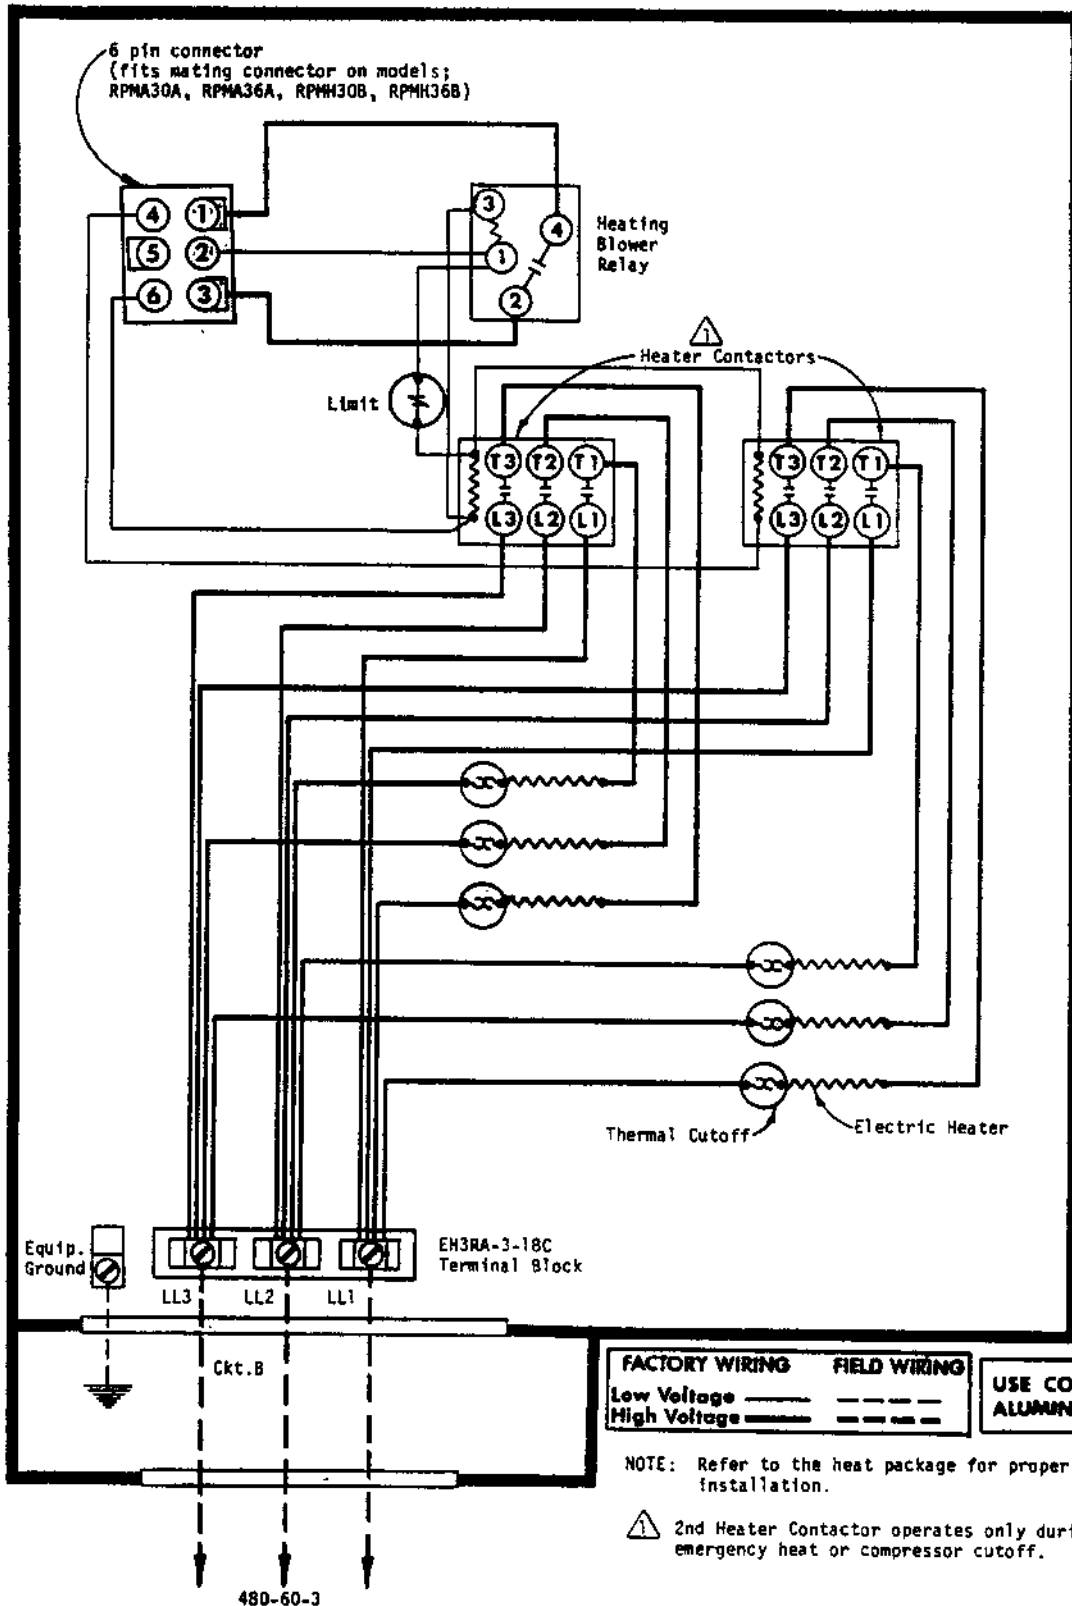 6 pin connector
(fits mating connector on models;
RPMA30A, RPMA36A, RPMH30B, RPMH36B)
4 1
5 2
6 3
3
4
1
2
Heating
Blower
Relay
1
Heater Contactors
Limit
T3 T2 T1
L3 L2 L1
T3 T2 T1
L3 L2 L1
Thermal Cutoff
Electric Heater
Equip.
Ground
EH3RA-3-18C
Terminal Block
LL3 LL2 LL1
Ckt.B
480-60-3
FACTORY WIRING FIELD WIRING
Low Voltage
High Voltage
USE CO
ALUMIN
NOTE: Refer to the heat package for proper
installation.
1 2nd Heater Contactor operates only duri
emergency heat or compressor cutoff.